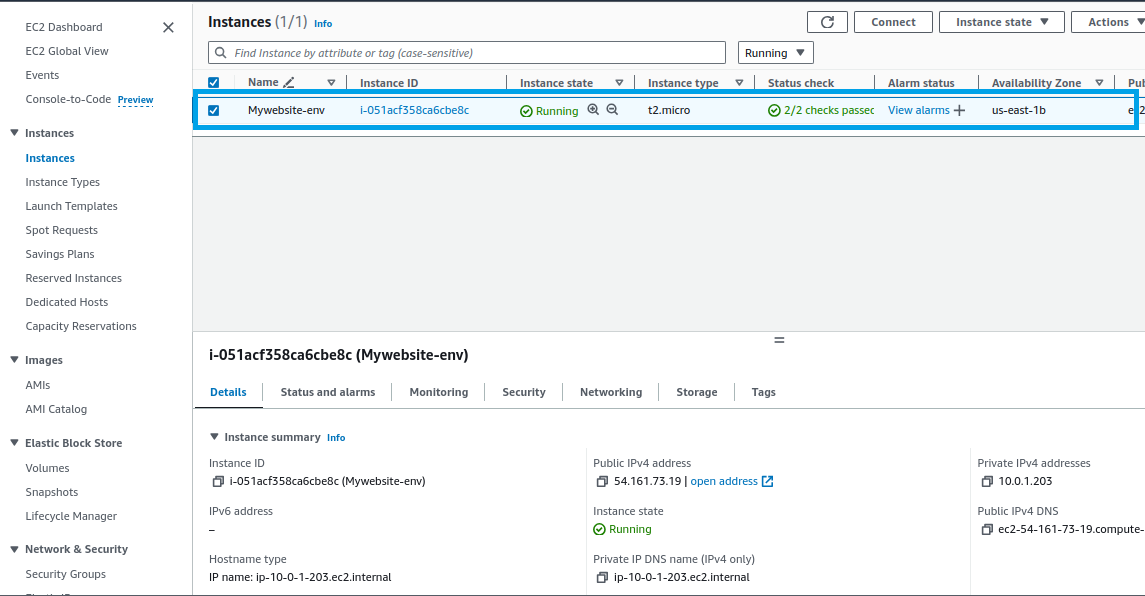 EC2 Dashboard
EC2 Global View
Events
Console-to-Code Preview
Instances
Instances
Instance Types
Launch Templates
Spot Requests
Savings Plans
Reserved Instances
Dedicated Hosts
Capacity Reservations
Images
AMIs
AMI Catalog
Elastic Block Store
Volumes
Snapshots
Lifecycle Manager
Network & Security
Security Groups
Instances (1/1) Info
Connect
Instance state
Actions
Find Instance by attribute or tag (case-sensitive)
Running
Name Instance ID Instance state Instance type Status check Alarm status Availability Zone Pu
Mywebsite-env i-051acf358ca6cbe8c Running t2.micro 2/2 checks passed View alarms us-east-1b
i-051acf358ca6cbe8c (Mywebsite-env)
Details Status and alarms Monitoring Security Networking Storage Tags
Instance summary Info
Instance ID
i-051acf358ca6cbe8c (Mywebsite-env)
IPv6 address
–
Hostname type
IP name: ip-10-0-1-203.ec2.internal
Public IPv4 address
54.161.73.19 | open address
Instance state
Running
Private IP DNS name (IPv4 only)
ip-10-0-1-203.ec2.internal
Private IPv4 addresses
10.0.1.203
Public IPv4 DNS
ec2-54-161-73-19.compute-